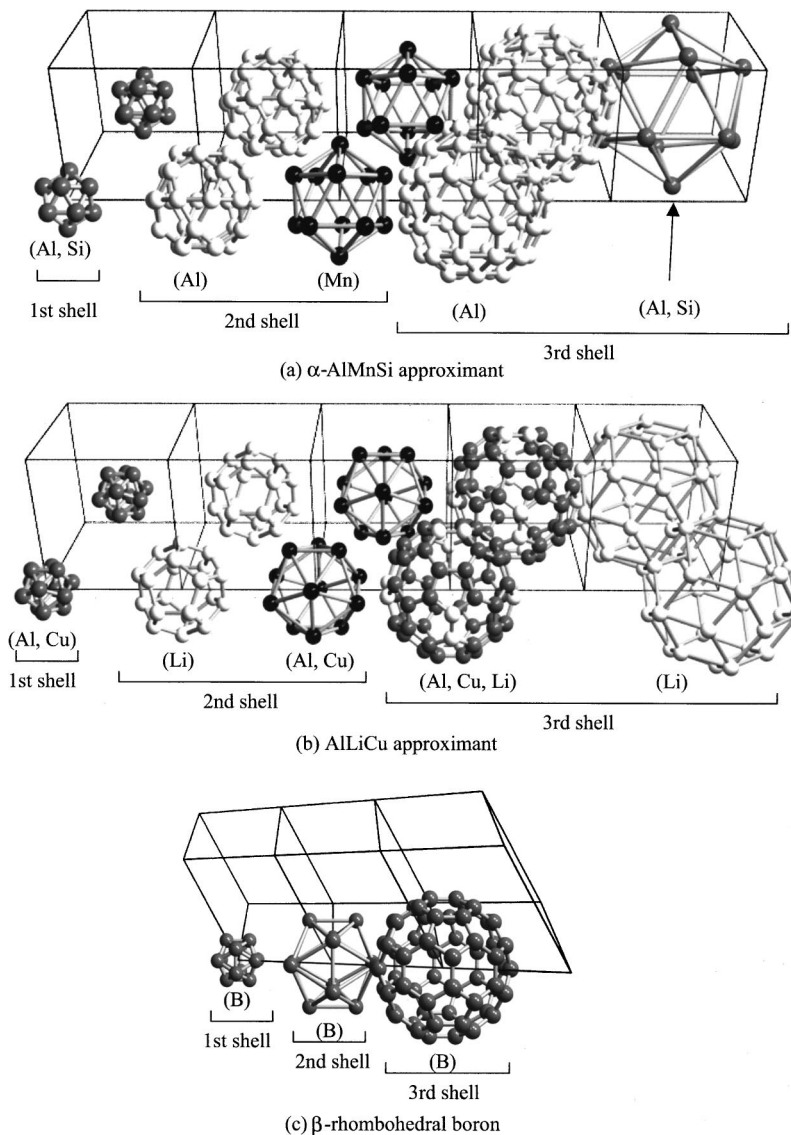 (Al, Si)
(Al)
(Mn)
(Al)
(Al, Si)
1st shell
2nd shell
3rd shell
(a) α-AlMnSi approximant
(Al, Cu)
(Li)
(Al, Cu)
(Al, Cu, Li)
(Li)
1st shell
2nd shell
3rd shell
(b) AlLiCu approximant
(B)
(B)
(B)
1st shell
2nd shell
3rd shell
(c) β-rhombohedral boron